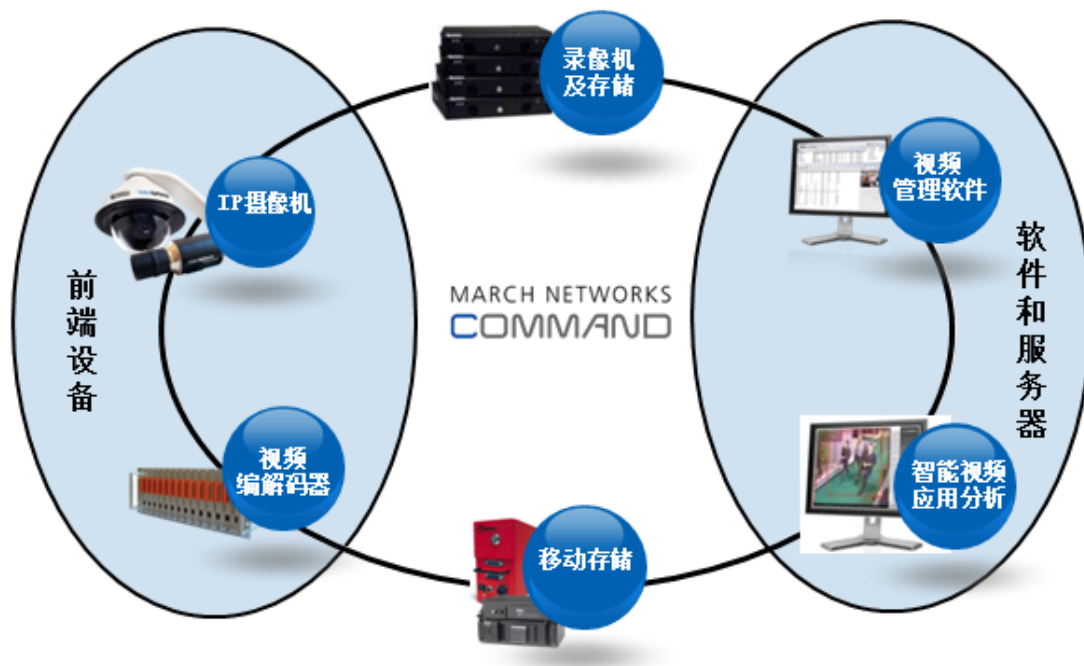 录像机
及存储
视频
管理软件
IP摄像机
前端设备
MARCH NETWORKS
COMMAND
软件和服务器
视频
编解码器
智能视频
应用分析
移动存储